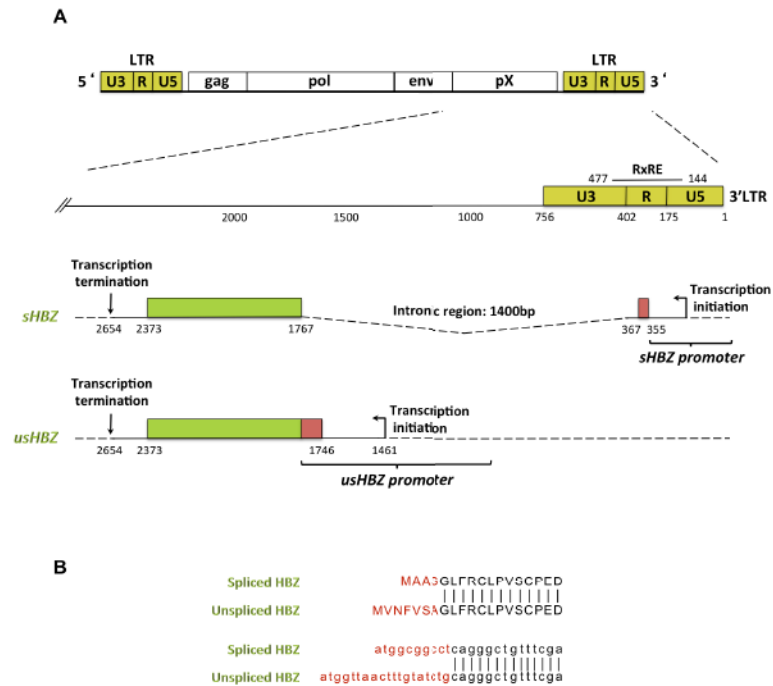 A
LTR LTR
5 ' U3 R U5 gag pol env pX U3 R U5 3 '
RxRE
477 144
U3 R U5 3'LTR
2000 1500 1000 756 402 175 1
Transcription termination
Intronic region: 1400bp
Transcription initiation
sHBZ
2654 2373 1767 367 355
sHBZ promoter
Transcription termination
Transcription initiation
usHBZ
2654 2373 1746 1461
usHBZ promoter
B
Spliced HBZ MAASGLFRCLPVSCPED
Unspliced HBZ MVNFVSAGLFRCLPVSCPED
Spliced HBZ atggcggcctcagggctgtttcga
Unspliced HBZ atggttaactttgtatctgcagggctgtttcga